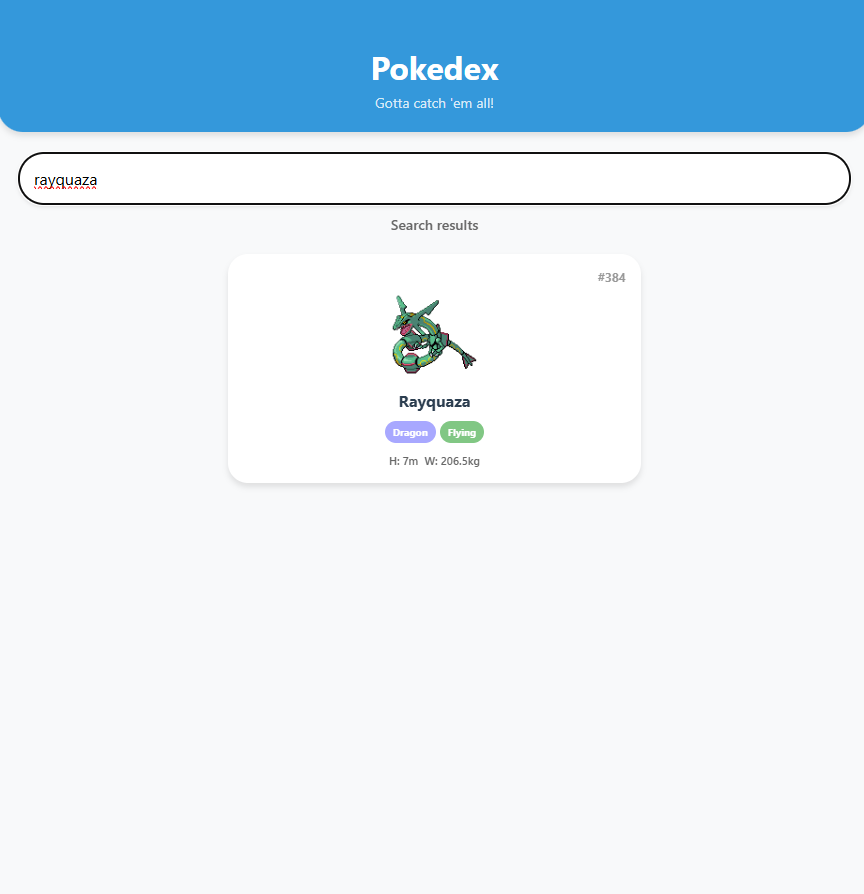 Pokedex
Gotta catch 'em all!
rayquaza
Search results
#384
Rayquaza
Dragon Flying
H: 7m W: 206.5kg